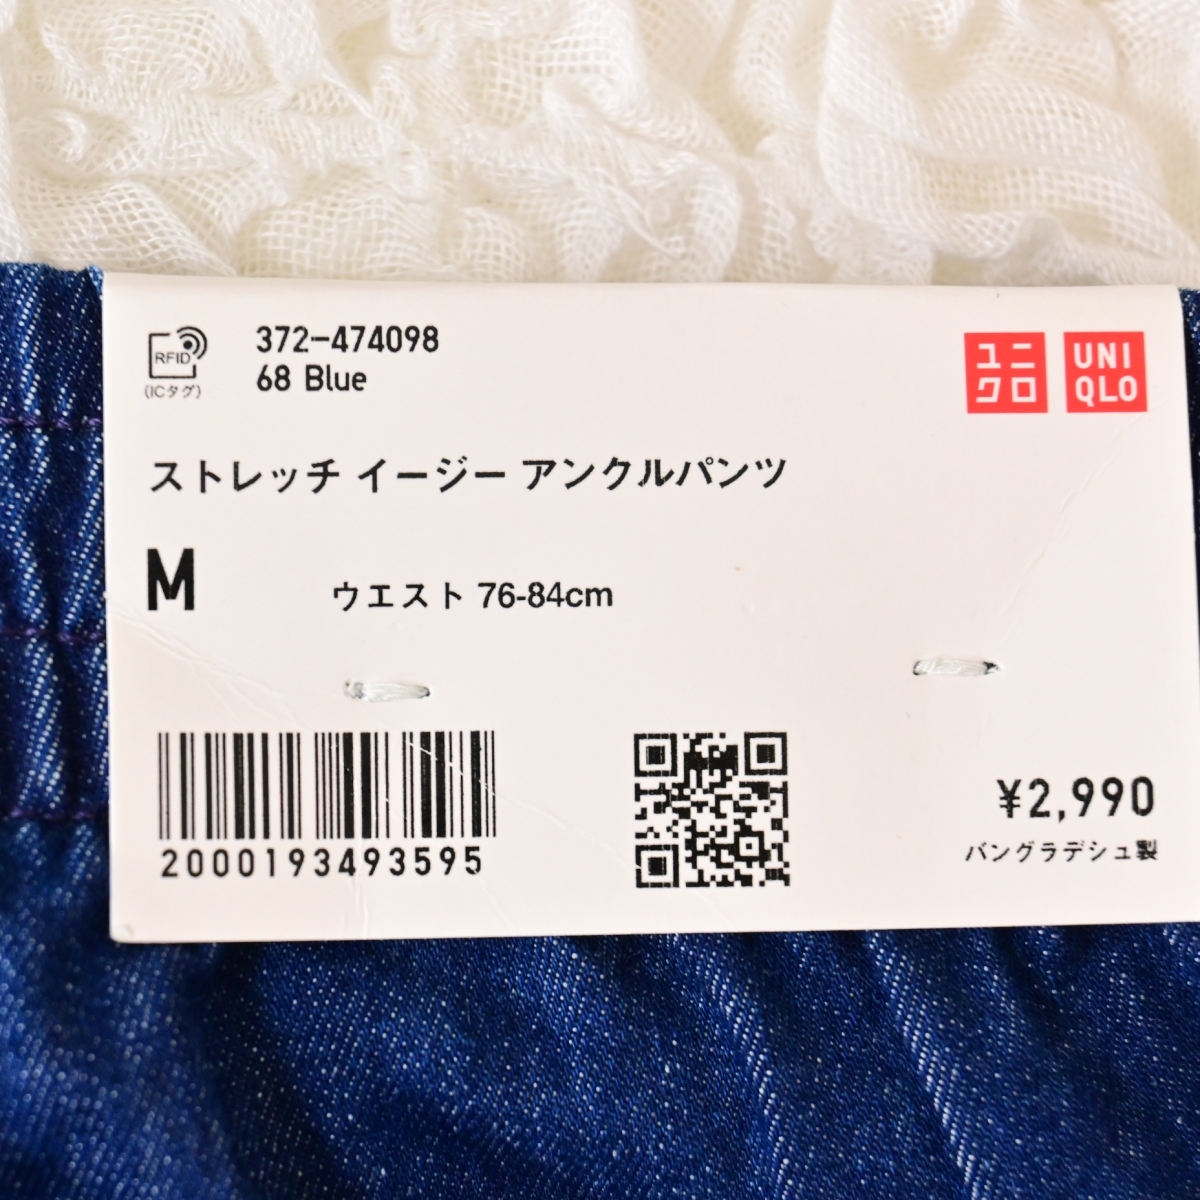 RFID
(ICタグ)
372-474098
68 Blue
ユニ
クロ
UNI
QLO
ストレッチ イージー アンクルパンツ
M
ウエスト 76-84cm
2000193493595
¥2,990
バングラデシュ製